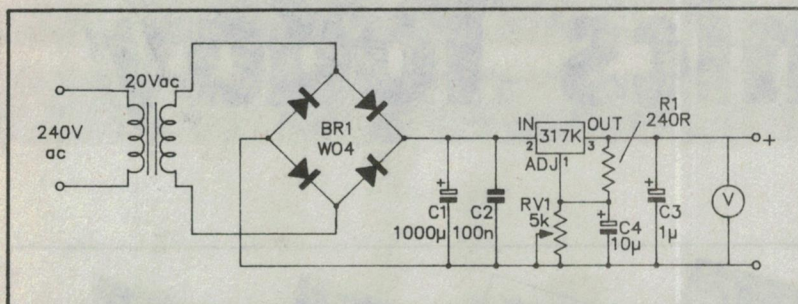 20Vac
240V
ac
BR1
W04
C1
1000µ
C2
100n
IN
317K
OUT
2
3
ADJ
1
R1
240R
RV1
5k
C4
10µ
C3
1µ
V
+
+
+
+